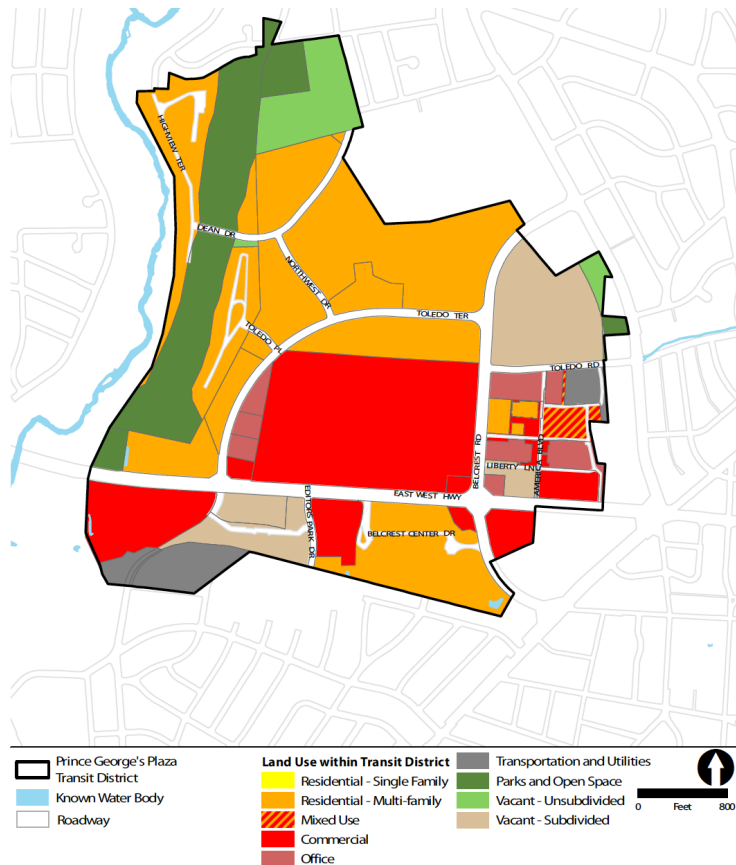 HIGHVIEW TER
DEAN DR
NORTHWEST DR
TOLEDO TER
TOLEDO PL
TOLEDO RD
BELCREST RD
LIBERTY LN
AMERICA BLVD
EAST WEST HWY
EDITORS PARK DR
BELCREST CENTER DR
Prince George's Plaza
Transit District
Known Water Body
Roadway
Land Use within Transit District
Residential - Single Family
Residential - Multi-family
Mixed Use
Commercial
Office
Transportation and Utilities
Parks and Open Space
Vacant - Unsubdivided
Vacant - Subdivided
0 Feet 800